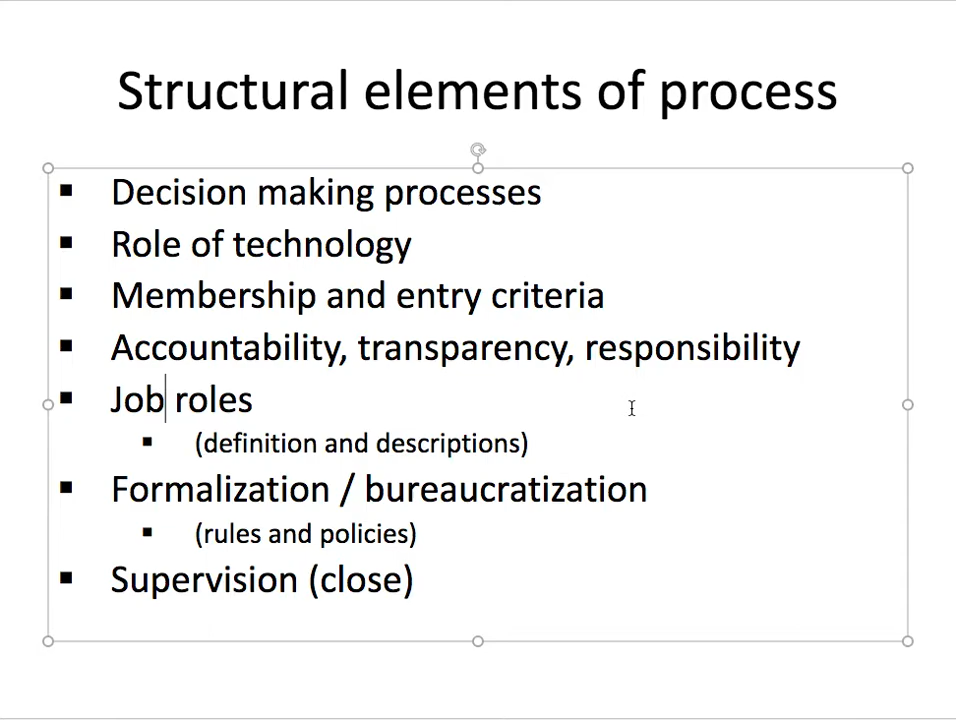 Structural elements of process
▪ Decision making processes
▪ Role of technology
▪ Membership and entry criteria
▪ Accountability, transparency, responsibility
▪ Job roles
▪ (definition and descriptions)
▪ Formalization / bureaucratization
▪ (rules and policies)
▪ Supervision (close)